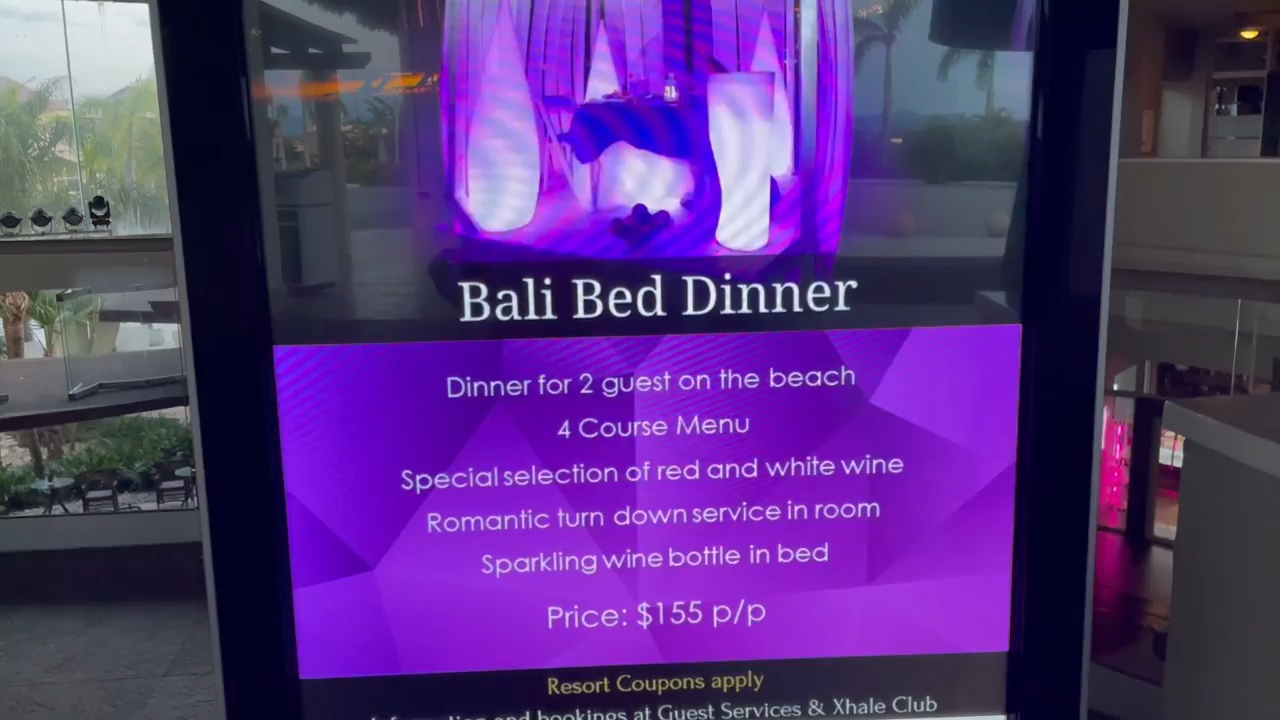 Bali Bed Dinner
Dinner for 2 guest on the beach
4 Course Menu
Special selection of red and white wine
Romantic turn down service in room
Sparkling wine bottle in bed
Price: $155 p/p
Resort Coupons apply
Information and bookings at Guest Services & Xhale Club